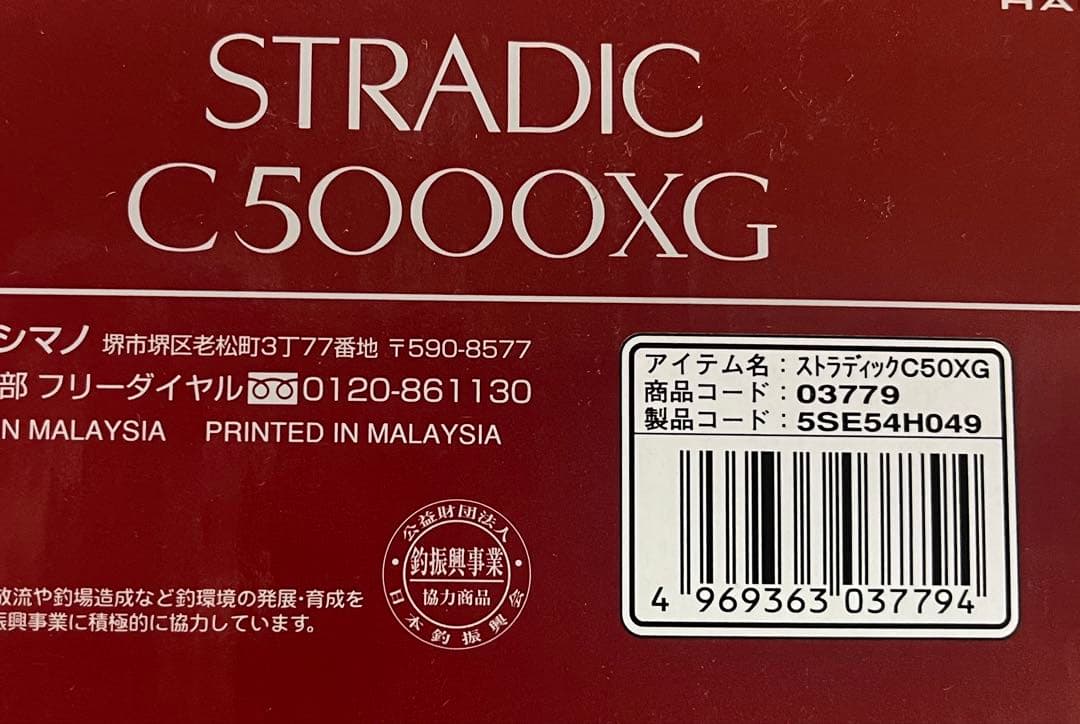 HA
STRADIC
C5000XG
シマノ 堺市堺区老松町3丁77番地 〒590-8577
部 フリーダイヤル 0120-861130
N MALAYSIA PRINTED IN MALAYSIA
アイテム名：ストラディックC50XG
商品コード：03779
製品コード：5SE54H049
4 969363 037794
公益財団法人
釣振興事業
協力商品
日本釣振興会
放流や釣場造成など釣環境の発展・育成を
振興事業に積極的に協力しています。